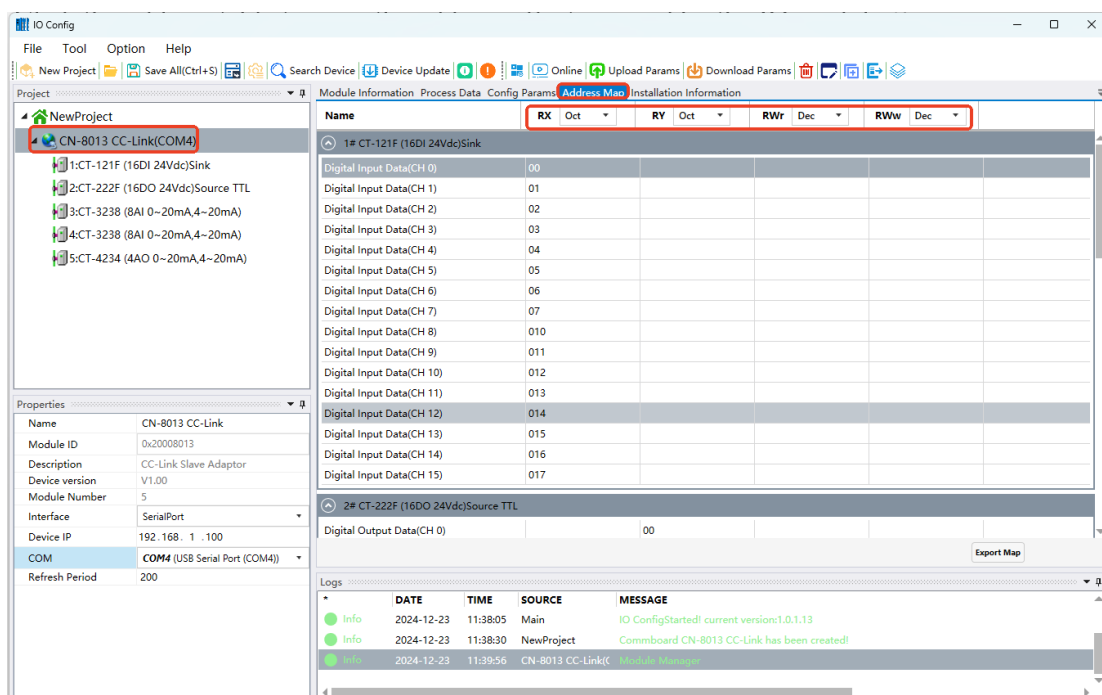 IO Config
File Tool Option Help
New Project Save All(Ctrl+S) Search Device Device Update Online Upload Params Download Params
Project
NewProject
CN-8013 CC-Link(COM4)
1:CT-121F (16DI 24Vdc)Sink
2:CT-222F (16DO 24Vdc)Source TTL
3:CT-3238 (8AI 0~20mA,4~20mA)
4:CT-3238 (8AI 0~20mA,4~20mA)
5:CT-4234 (4AO 0~20mA,4~20mA)
Properties
Name CN-8013 CC-Link
Module ID 0x20008013
Description CC-Link Slave Adaptor
Device version V1.00
Module Number 5
Interface SerialPort
Device IP 192.168. 1 .100
COM COM4 (USB Serial Port (COM4))
Refresh Period 200
Module Information Process Data Config Params Address Map Installation Information
Name RX Oct RY Oct RWr Dec RWw Dec
1# CT-121F (16DI 24Vdc)Sink
Digital Input Data(CH 0) 00
Digital Input Data(CH 1) 01
Digital Input Data(CH 2) 02
Digital Input Data(CH 3) 03
Digital Input Data(CH 4) 04
Digital Input Data(CH 5) 05
Digital Input Data(CH 6) 06
Digital Input Data(CH 7) 07
Digital Input Data(CH 8) 010
Digital Input Data(CH 9) 011
Digital Input Data(CH 10) 012
Digital Input Data(CH 11) 013
Digital Input Data(CH 12) 014
Digital Input Data(CH 13) 015
Digital Input Data(CH 14) 016
Digital Input Data(CH 15) 017
2# CT-222F (16DO 24Vdc)Source TTL
Digital Output Data(CH 0) 00
Export Map
Logs
* DATE TIME SOURCE MESSAGE
Info 2024-12-23 11:38:05 Main IO ConfigStarted! current version:1.0.1.13
Info 2024-12-23 11:38:30 NewProject Commboard CN-8013 CC-Link has been created!
Info 2024-12-23 11:39:56 CN-8013 CC-Link(C Module Manager